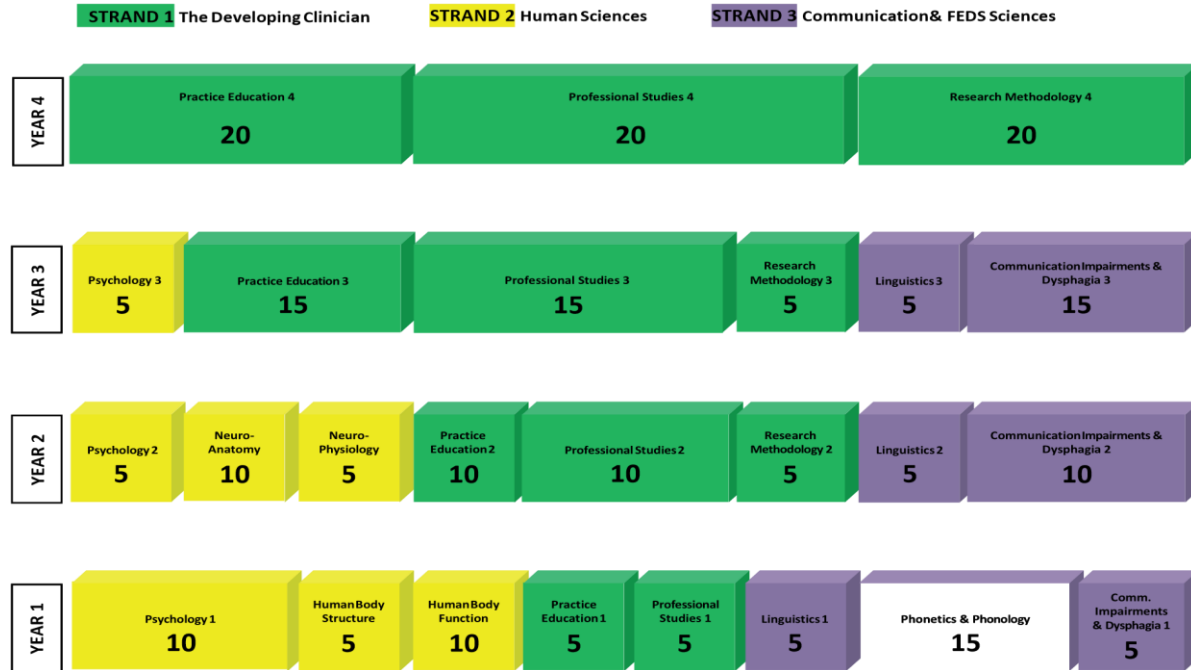 STRAND 1 The Developing Clinician
STRAND 2 Human Sciences
STRAND 3 Communication& FEDS Sciences
YEAR 4
Practice Education 4
20
Professional Studies 4
20
Research Methodology 4
20
YEAR 3
Psychology 3
5
Practice Education 3
15
Professional Studies 3
15
Research
Methodology 3
5
Linguistics 3
5
Communication Impairments &
Dysphagia 3
15
YEAR 2
Psychology 2
5
Neuro-
Anatomy
10
Neuro-
Physiology
5
Practice
Education 2
10
Professional Studies 2
10
Research
Methodology 2
5
Linguistics 2
5
Communication Impairments &
Dysphagia 2
10
YEAR 1
Psychology 1
10
Human Body
Structure
5
Human Body
Function
10
Practice
Education 1
5
Professional
Studies 1
5
Linguistics 1
5
Phonetics & Phonology
15
Comm.
Impairments
& Dysphagia 1
5